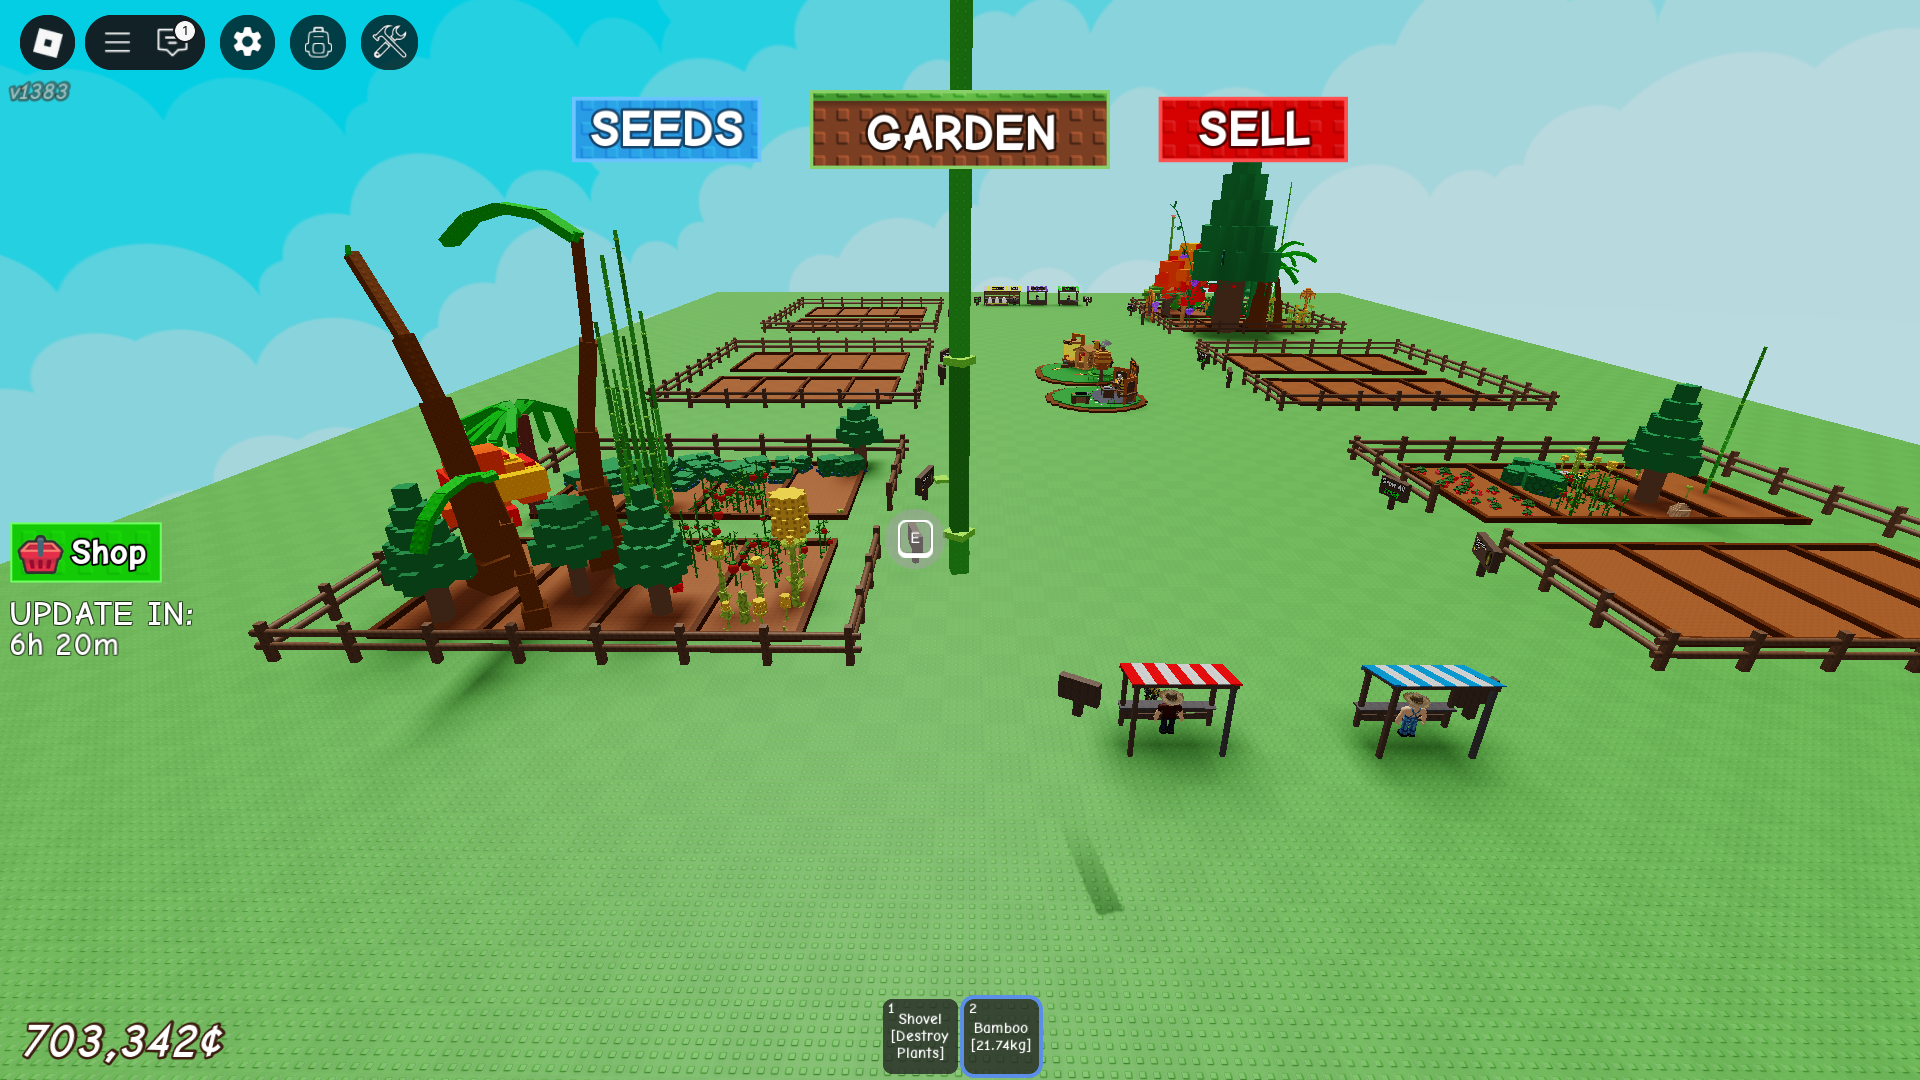 1
v1383
SEEDS
GARDEN
SELL
E
Shop
UPDATE IN:
6h 20m
703,342¢
1
Shovel
[Destroy
Plants]
2
Bamboo
[21.74kg]